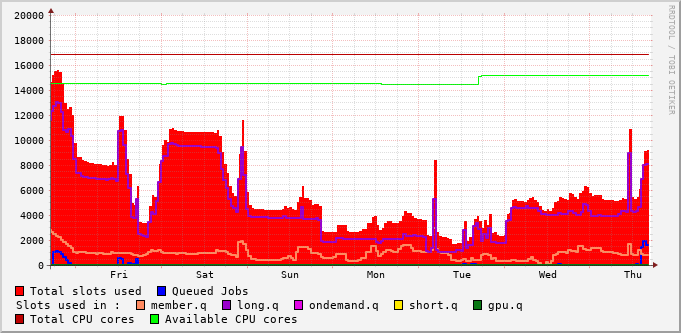 20000
18000
16000
14000
12000
10000
8000
6000
4000
2000
0
Fri Sat Sun Mon Tue Wed Thu
RRDTOOL / TOBI OETIKER
Total slots used Queued Jobs
Slots used in : member.q long.q ondemand.q short.q gpu.q
Total CPU cores Available CPU cores